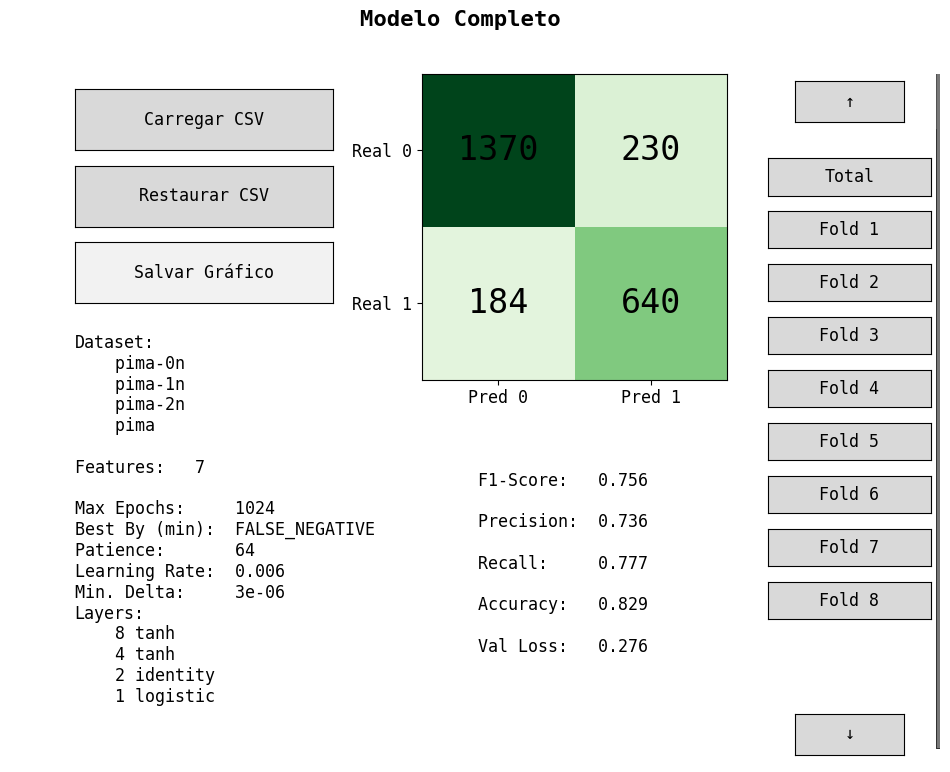 Modelo Completo
Carregar CSV
Restaurar CSV
Salvar Gráfico
Dataset:
    pima-0n
    pima-1n
    pima-2n
    pima
Features:   7
Max Epochs:     1024
Best By (min):  FALSE_NEGATIVE
Patience:       64
Learning Rate:  0.006
Min. Delta:     3e-06
Layers:
    8 tanh
    4 tanh
    2 identity
    1 logistic
Real 0 1370 230
Real 1 184 640
Pred 0 Pred 1
F1-Score:   0.756
Precision:  0.736
Recall:     0.777
Accuracy:   0.829
Val Loss:   0.276
↑
Total
Fold 1
Fold 2
Fold 3
Fold 4
Fold 5
Fold 6
Fold 7
Fold 8
↓